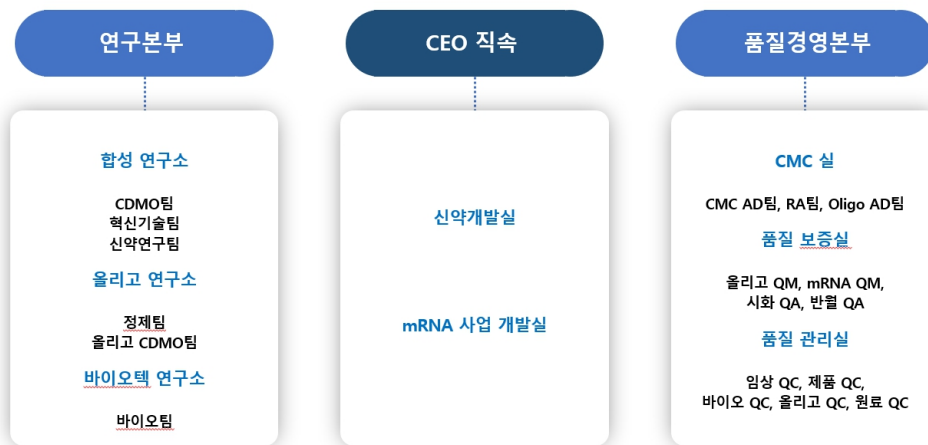 연구본부
합성 연구소
CDMO팀
혁신기술팀
신약연구팀
올리고 연구소
정제팀
올리고 CDMO팀
바이오텍 연구소
바이오팀
CEO 직속
신약개발실
mRNA 사업 개발실
품질경영본부
CMC 실
CMC AD팀, RA팀, Oligo AD팀
품질 보증실
올리고 QM, mRNA QM,
시화 QA, 반월 QA
품질 관리실
임상 QC, 제품 QC,
바이오 QC, 올리고 QC, 원료 QC